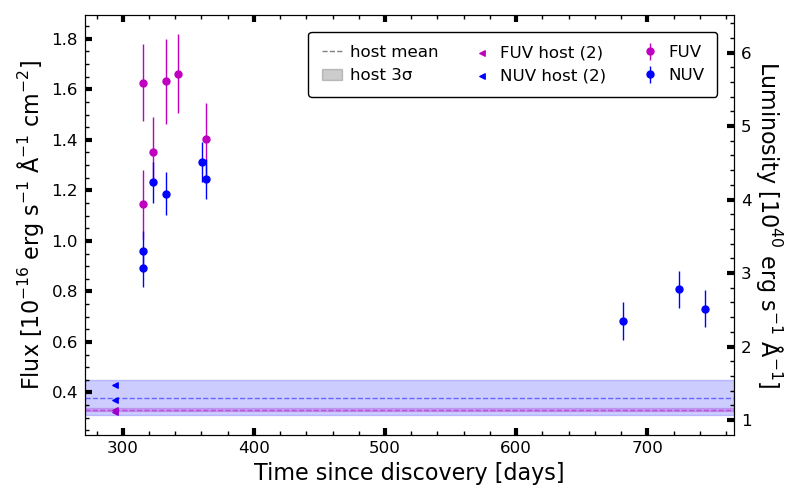 host mean
host 3σ
FUV host (2)
NUV host (2)
FUV
NUV
1.8
1.6
1.4
1.2
1.0
0.8
0.6
0.4
6
5
4
3
2
1
300
400
500
600
700
Flux [10⁻¹⁶ erg s⁻¹ Å⁻¹ cm⁻²]
Luminosity [10⁴⁰ erg s⁻¹ Å⁻¹]
Time since discovery [days]